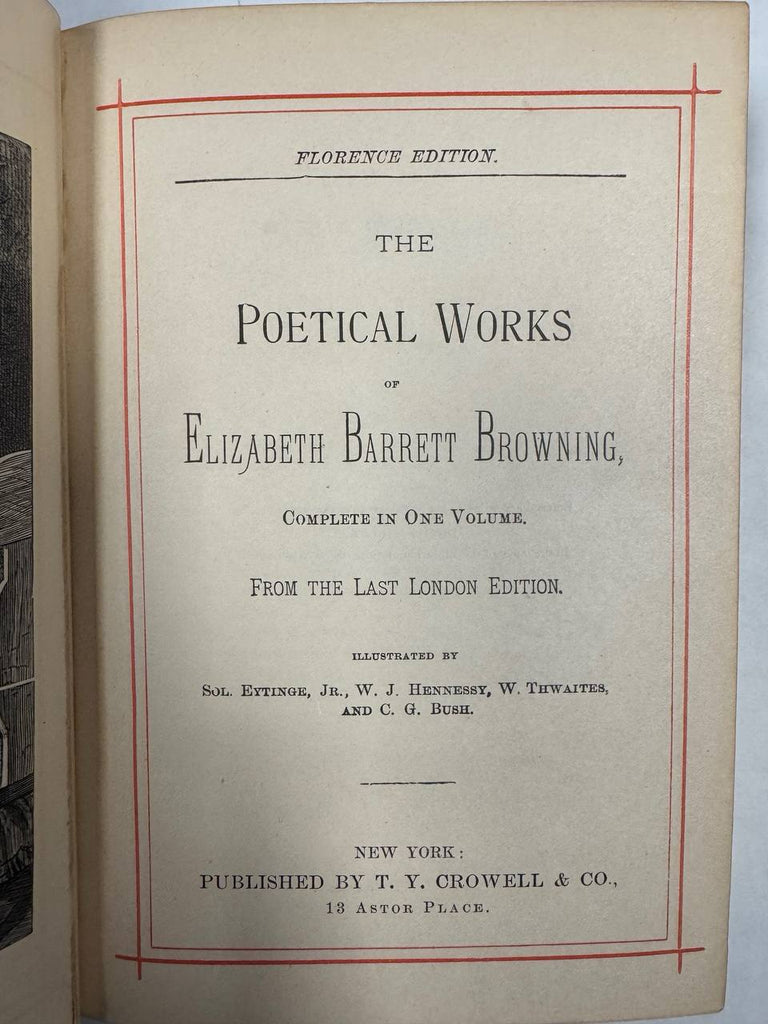 FLORENCE EDITION.
THE
POETICAL WORKS
OF
ELIZABETH BARRETT BROWNING,
COMPLETE IN ONE VOLUME.
FROM THE LAST LONDON EDITION.
ILLUSTRATED BY
SOL. EYTINGE, JR., W. J. HENNESSY, W. THWAITES,
AND C. G. BUSH.
NEW YORK:
PUBLISHED BY T. Y. CROWELL & CO.,
13 ASTOR PLACE.